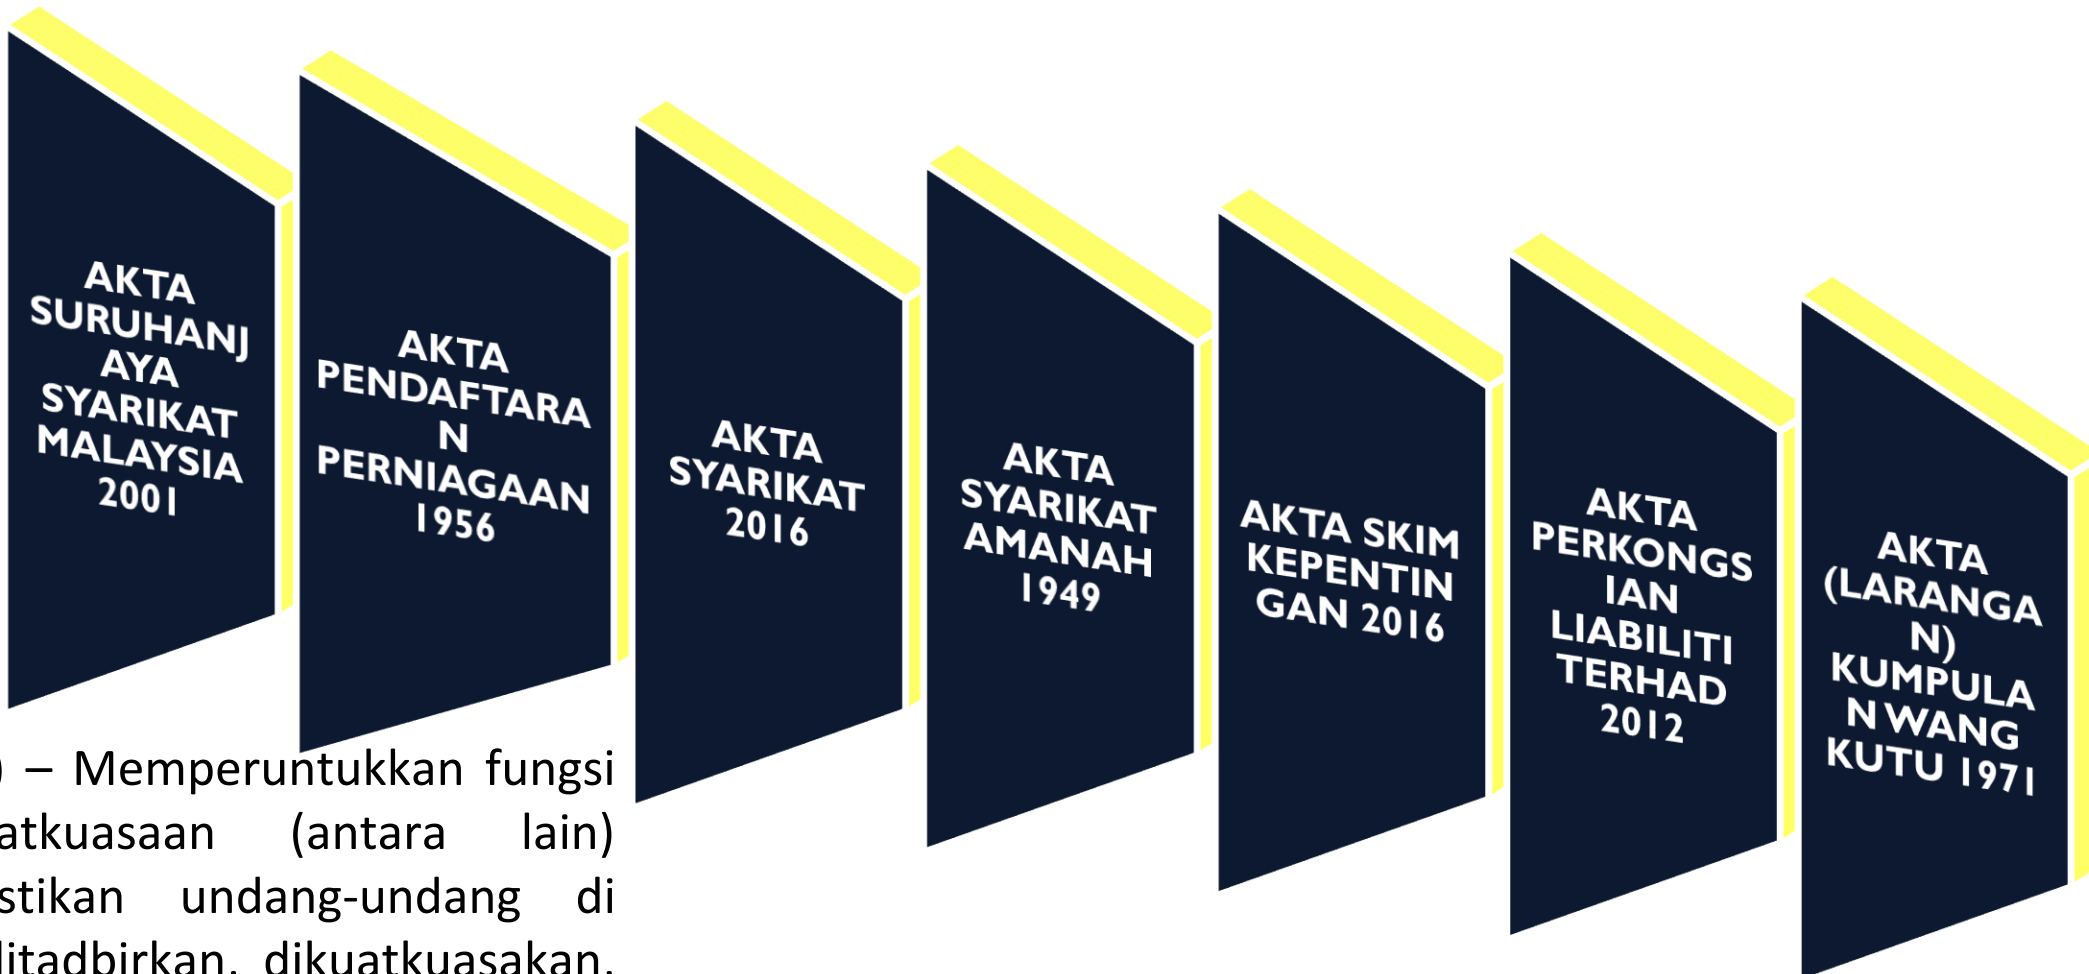 AKTA
SURUHANJ
AYA
SYARIKAT
MALAYSIA
2001
AKTA
PENDAFTARA
N
PERNIAGAAN
1956
AKTA
SYARIKAT
2016
AKTA
SYARIKAT
AMANAH
1949
AKTA SKIM
KEPENTIN
GAN 2016
AKTA
PERKONGS
IAN
LIABILITI
TERHAD
2012
AKTA
(LARANGA
N)
KUMPULA
N WANG
KUTU 1971
) – Memperuntukkan fungsi
atkuasaan (antara lain)
stikan undang-undang di
litadbirkan, dikuatkuasakan,